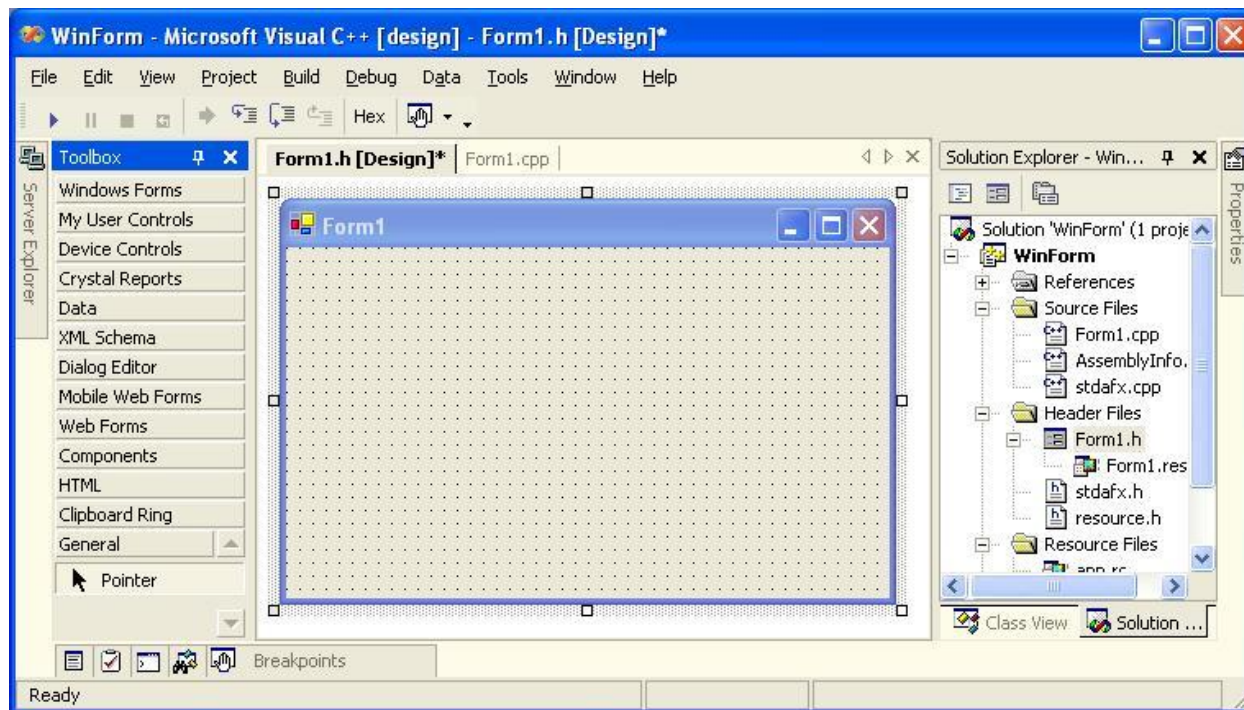 WinForm - Microsoft Visual C++ [design] - Form1.h [Design]*
File Edit View Project Build Debug Data Tools Window Help
Hex
Server Explorer
Toolbox
Windows Forms
My User Controls
Device Controls
Crystal Reports
Data
XML Schema
Dialog Editor
Mobile Web Forms
Web Forms
Components
HTML
Clipboard Ring
General
Pointer
Form1.h [Design]* Form1.cpp
Form1
Solution Explorer - Win...
Solution 'WinForm' (1 proje
WinForm
References
Source Files
Form1.cpp
AssemblyInfo.
stdafx.cpp
Header Files
Form1.h
Form1.res
stdafx.h
resource.h
Resource Files
app.rc
Class View Solution ...
Properties
Breakpoints
Ready